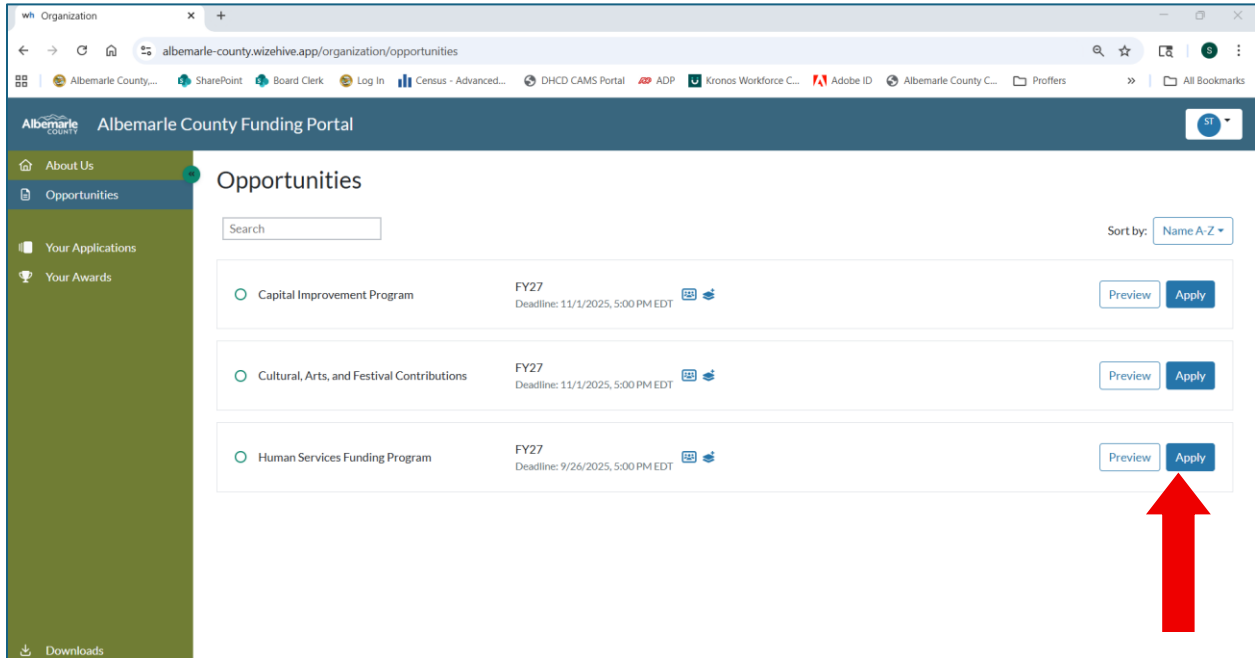 wh Organization
albemarle-county.wizehive.app/organization/opportunities
S
Albemarle County,... SharePoint Board Clerk Log In Census - Advanced... DHCD CAMS Portal ADP ADP Kronos Workforce C... Adobe ID Albemarle County C... Proffers » All Bookmarks
Albemarle COUNTY Albemarle County Funding Portal ST
About Us
Opportunities
Your Applications
Your Awards
Downloads
Opportunities
Search
Sort by: Name A-Z
Capital Improvement Program
FY27
Deadline: 11/1/2025, 5:00 PM EDT
Preview Apply
Cultural, Arts, and Festival Contributions
FY27
Deadline: 11/1/2025, 5:00 PM EDT
Preview Apply
Human Services Funding Program
FY27
Deadline: 9/26/2025, 5:00 PM EDT
Preview Apply